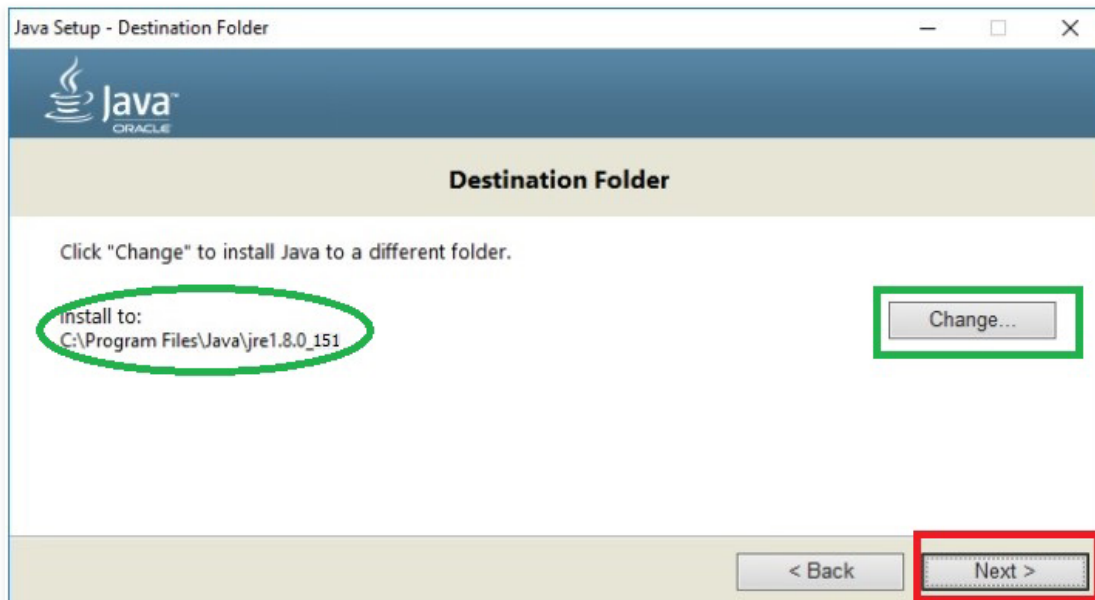 Java Setup - Destination Folder
Java™
ORACLE
Destination Folder
Click "Change" to install Java to a different folder.
Install to:
C:\Program Files\Java\jre1.8.0_151
Change...
< Back
Next >